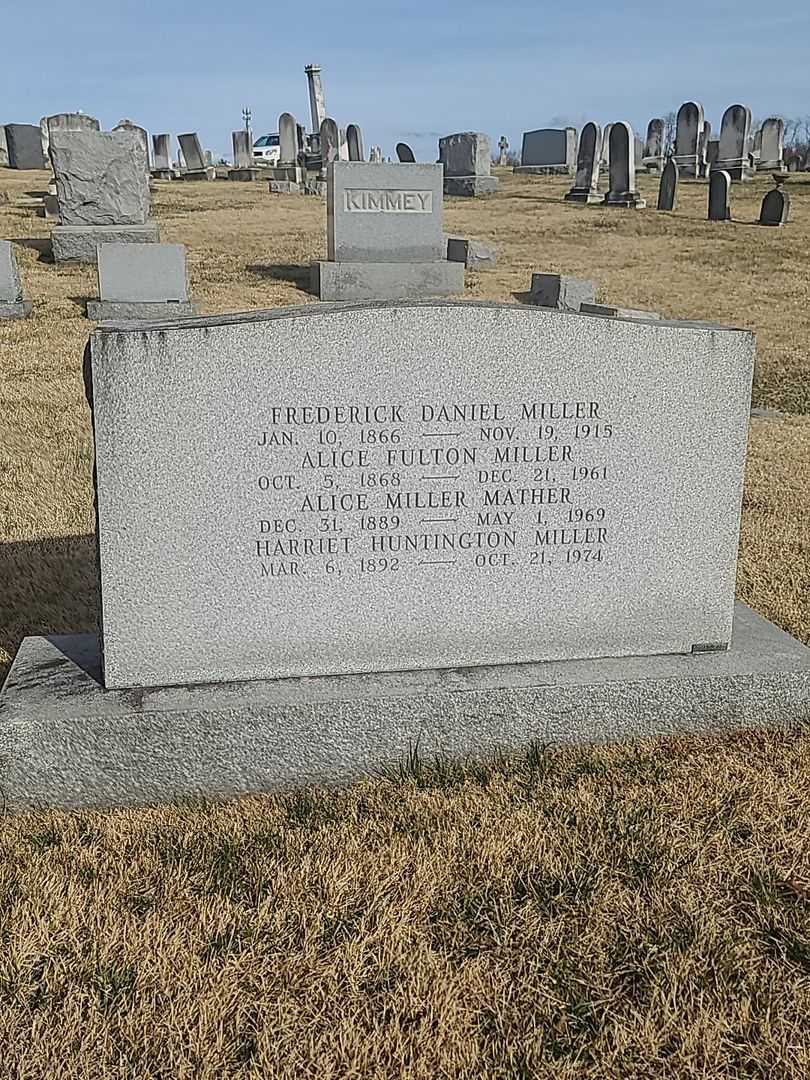 KIMMEY
FREDERICK DANIEL MILLER
JAN. 10, 1866 — NOV. 19, 1915
ALICE FULTON MILLER
OCT. 5, 1868 — DEC. 21, 1961
ALICE MILLER MATHER
DEC. 31, 1889 — MAY 1, 1969
HARRIET HUNTINGTON MILLER
MAR. 6, 1892 — OCT. 21, 1974